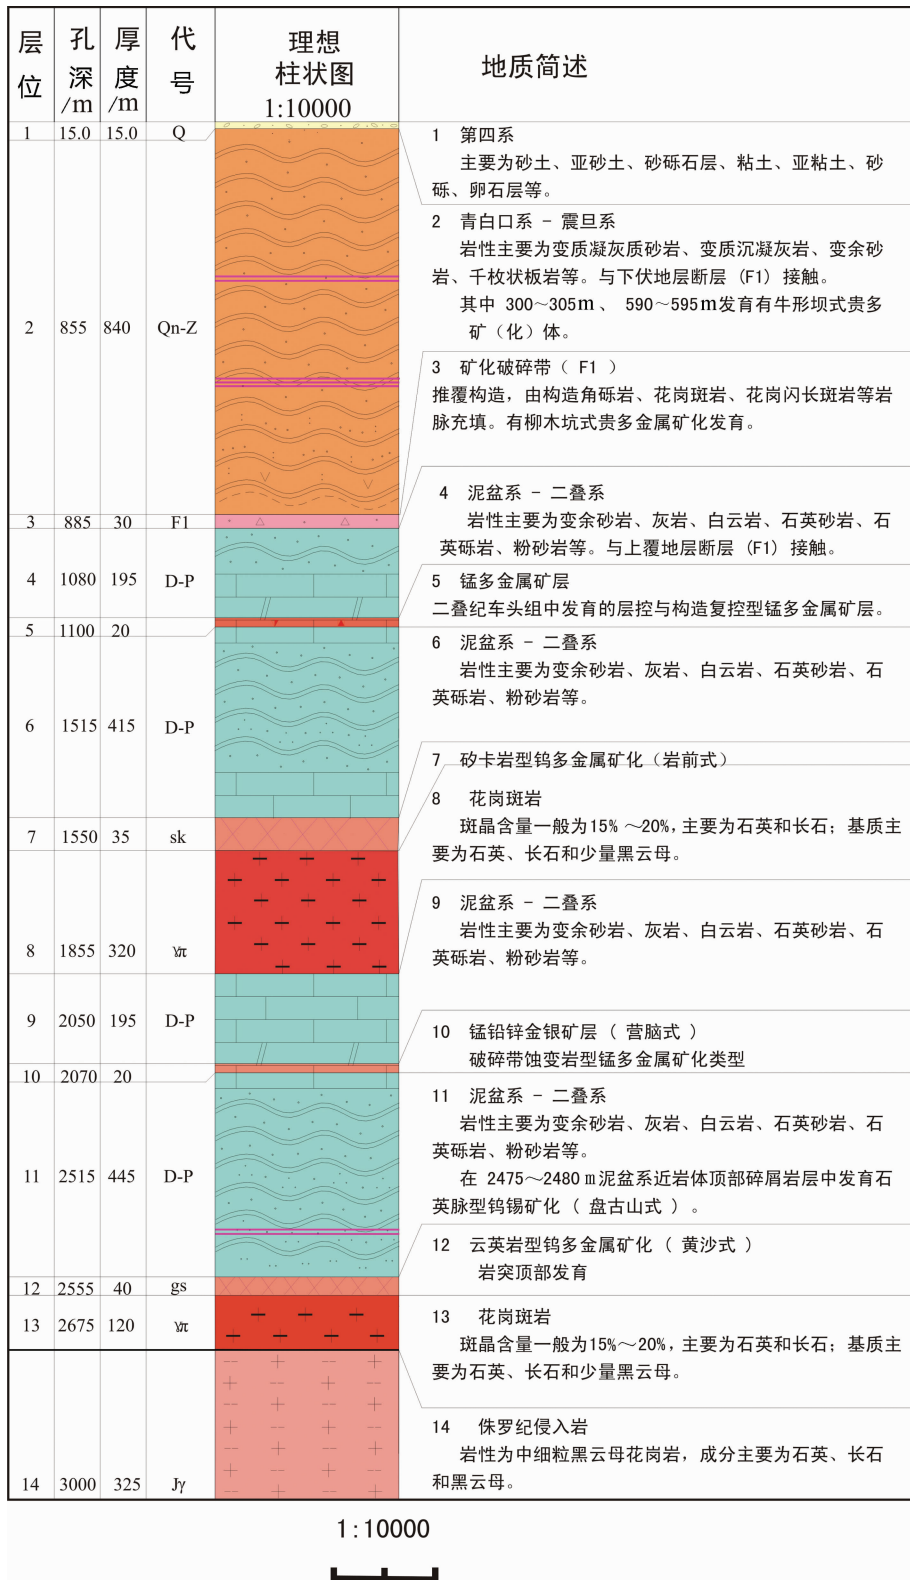 层位 孔深/m 厚度/m 代号 理想柱状图 1:10000 地质简述
1 15.0 15.0 Q
1 第四系
主要为砂土、亚砂土、砂砾石层、粘土、亚粘土、砂
砾、卵石层等。
2 855 840 Qn-Z
2 青白口系 - 震旦系
岩性主要为变质凝灰质砂岩、变质沉凝灰岩、变余砂
岩、千枚状板岩等。与下伏地层断层 (F1) 接触。
其中 300～305m、 590～595m发育有牛形坝式贵多
矿（化）体。
3 885 30 F1
3 矿化破碎带（ F1 ）
推覆构造，由构造角砾岩、花岗斑岩、花岗闪长斑岩等岩
脉充填。有柳木坑式贵多金属矿化发育。
4 1080 195 D-P
4 泥盆系 - 二叠系
岩性主要为变余砂岩、灰岩、白云岩、石英砂岩、石
英砾岩、粉砂岩等。与上覆地层断层 (F1) 接触。
5 1100 20
5 锰多金属矿层
二叠纪车头组中发育的层控与构造复控型锰多金属矿层。
6 1515 415 D-P
6 泥盆系 - 二叠系
岩性主要为变余砂岩、灰岩、白云岩、石英砂岩、石
英砾岩、粉砂岩等。
7 1550 35 sk
7 矽卡岩型钨多金属矿化（岩前式）
8 1855 320 γπ
8 花岗斑岩
斑晶含量一般为15% ～20%，主要为石英和长石；基质主
要为石英、长石和少量黑云母。
9 2050 195 D-P
9 泥盆系 - 二叠系
岩性主要为变余砂岩、灰岩、白云岩、石英砂岩、石
英砾岩、粉砂岩等。
10 2070 20
10 锰铅锌金银矿层（ 营脑式 ）
破碎带蚀变岩型锰多金属矿化类型
11 2515 445 D-P
11 泥盆系 - 二叠系
岩性主要为变余砂岩、灰岩、白云岩、石英砂岩、石
英砾岩、粉砂岩等。
在 2475～2480 m泥盆系近岩体顶部碎屑岩层中发育石
英脉型钨锡矿化（ 盘古山式 ）。
12 2555 40 gs
12 云英岩型钨多金属矿化（ 黄沙式 ）
岩突顶部发育
13 2675 120 γπ
13 花岗斑岩
斑晶含量一般为15%～20%，主要为石英和长石；基质主
要为石英、长石和少量黑云母。
14 3000 325 Jγ
14 侏罗纪侵入岩
岩性为中细粒黑云母花岗岩，成分主要为石英、长石
和黑云母。
1:10000